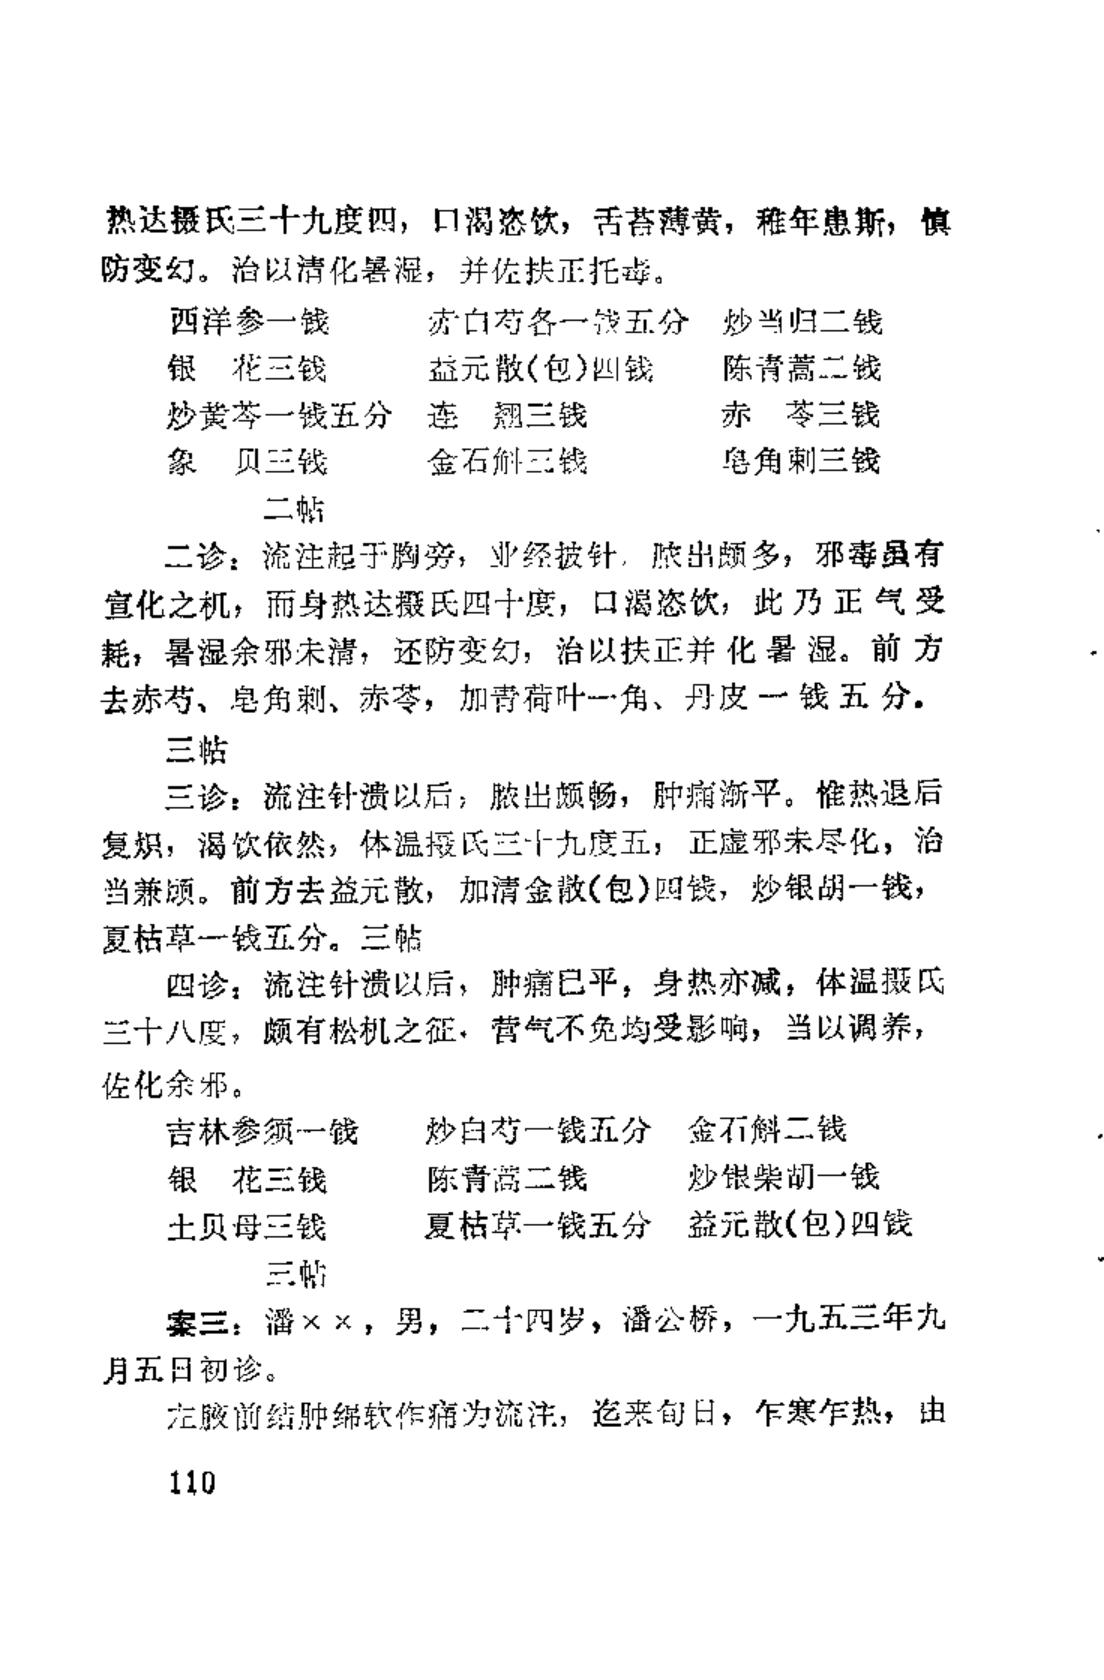 热达摄氏三十九度四，口渴恣饮，舌苔薄黄，稚年患斯，慎
防变幻。治以清化暑湿，并佐扶正托毒。
西洋参一钱 赤白芍各一钱五分 炒当归二钱
银 花三钱 益元散(包)四钱 陈青蒿二钱
炒黄芩一钱五分 连 翘三钱 赤 苓三钱
象 贝三钱 金石斛三钱 皂角刺三钱
二帖
二诊：流注起于胸旁，业经披针，脓出颇多，邪毒虽有
宣化之机，而身热达摄氏四十度，口渴恣饮，此乃正气受
耗，暑湿余邪未清，还防变幻，治以扶正并化暑湿。前方
去赤芍、皂角刺、赤苓，加青荷叶一角、丹皮一钱五分。
三帖
三诊：流注针溃以后，脓出颇畅，肿痛渐平。惟热退后
复炽，渴饮依然，体温摄氏三十九度五，正虚邪未尽化，治
当兼顾。前方去益元散，加清金散(包)四钱，炒银胡一钱，
夏枯草一钱五分。三帖
四诊：流注针溃以后，肿痛已平，身热亦减，体温摄氏
三十八度，颇有松机之征，营气不免均受影响，当以调养，
佐化余邪。
吉林参须一钱 炒白芍一钱五分 金石斛二钱
银 花三钱 陈青蒿二钱 炒银柴胡一钱
土贝母三钱 夏枯草一钱五分 益元散(包)四钱
三帖
案三：潘××，男，二十四岁，潘公桥，一九五三年九
月五日初诊。
左腋前结肿绵软作痛为流注，迄来旬日，乍寒乍热，由
110